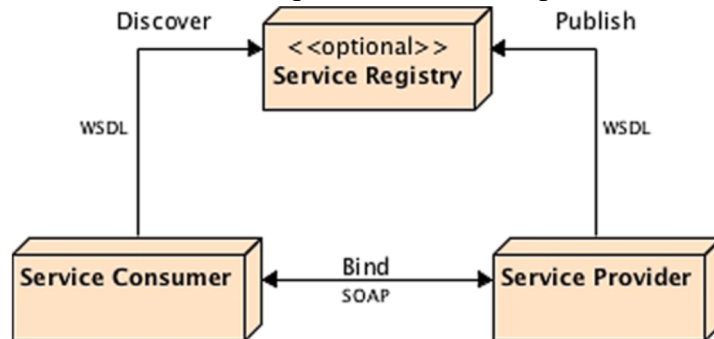 Discover
Publish
<<optional>>
Service Registry
WSDL
WSDL
Service Consumer
Bind
SOAP
Service Provider